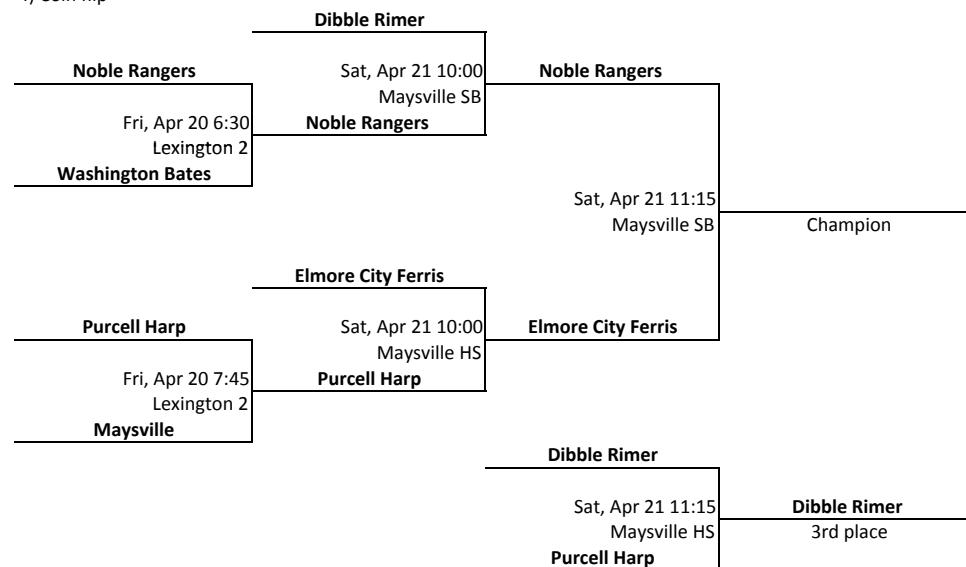 Dibble Rimer
Noble Rangers
Sat, Apr 21 10:00
Noble Rangers
Maysville SB
Fri, Apr 20 6:30
Noble Rangers
Lexington 2
Washington Bates
Sat, Apr 21 11:15
Maysville SB
Champion
Elmore City Ferris
Purcell Harp
Sat, Apr 21 10:00
Elmore City Ferris
Maysville HS
Fri, Apr 20 7:45
Purcell Harp
Lexington 2
Maysville
Dibble Rimer
Sat, Apr 21 11:15
Dibble Rimer
Maysville HS
3rd place
Purcell Harp